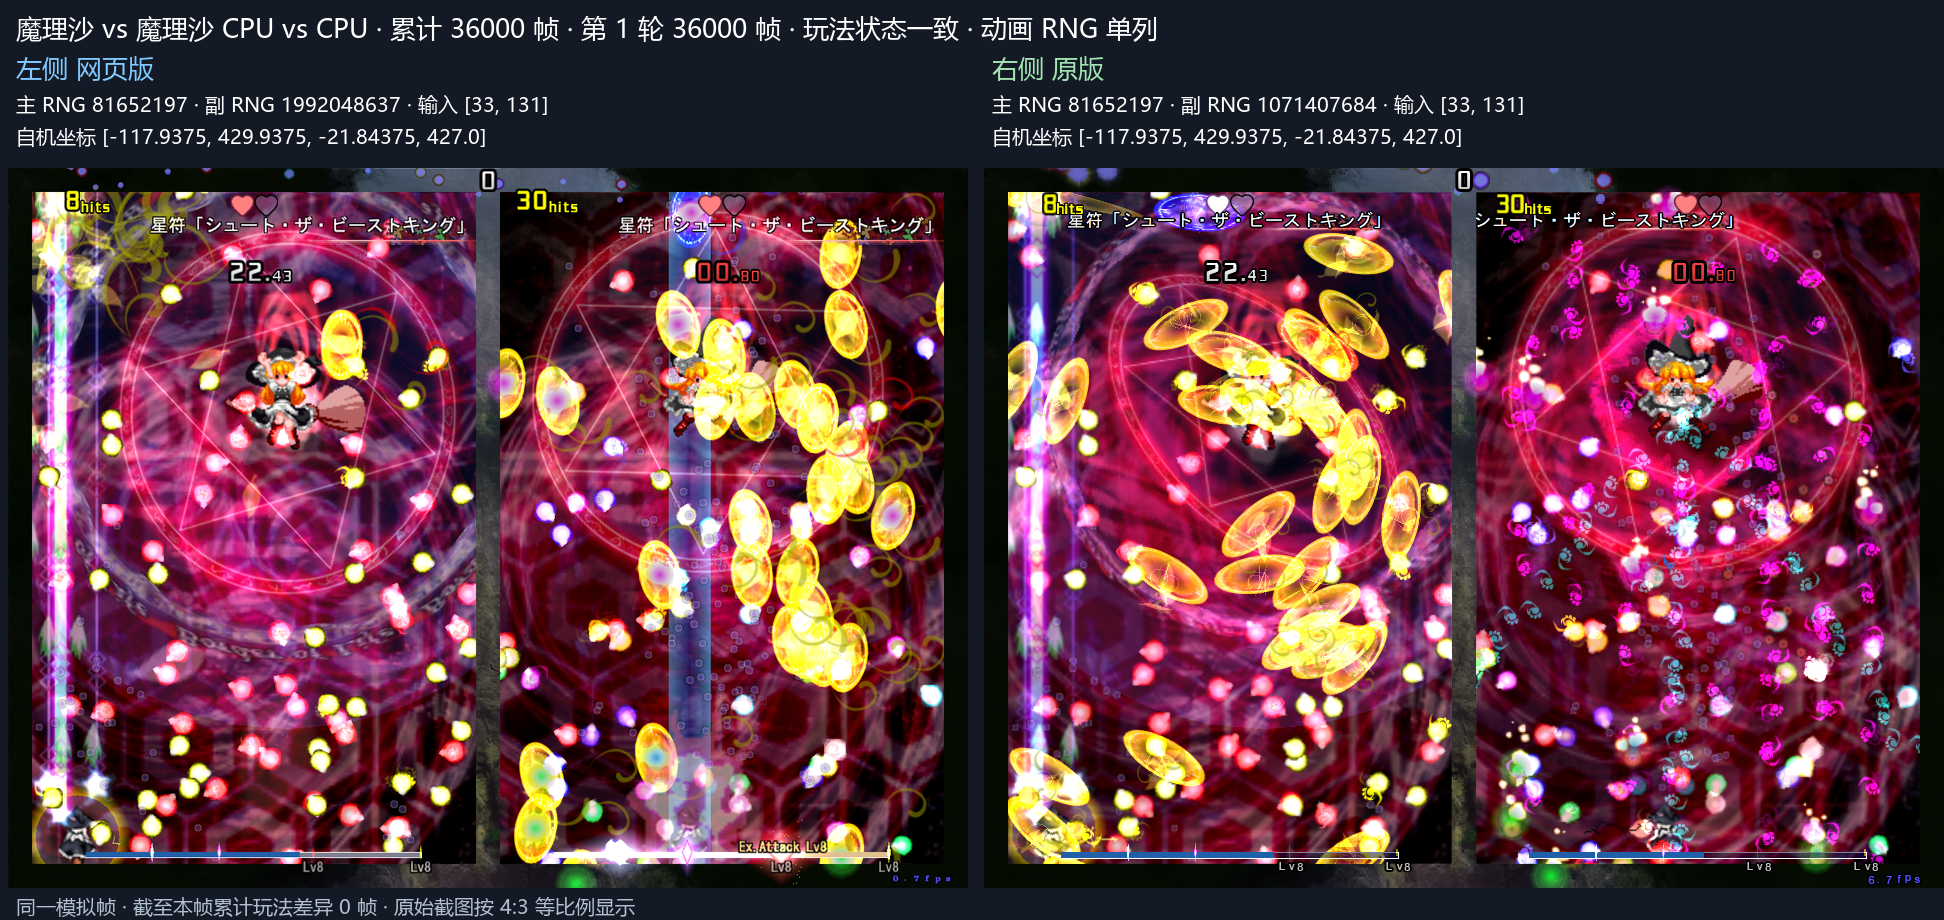 魔理沙 vs 魔理沙 CPU vs CPU · 累计 36000 帧 · 第 1 轮 36000 帧 · 玩法状态一致 · 动画 RNG 单列
左侧 网页版
主 RNG 81652197 · 副 RNG 1992048637 · 输入 [33, 131]
自机坐标 [-117.9375, 429.9375, -21.84375, 427.0]
右侧 原版
主 RNG 81652197 · 副 RNG 1071407684 · 输入 [33, 131]
自机坐标 [-117.9375, 429.9375, -21.84375, 427.0]
0
8hits
30hits
星符「シュート・ザ・ビーストキング」
星符「シュート・ザ・ビーストキング」
22.43
00.80
Ex.Attack Lv8
Lv8
Lv8
Lv8
Lv8
0.7fps
0
8hits
30hits
星符「シュート・ザ・ビーストキング」
シュート・ザ・ビーストキング」
22.43
00.80
Lv8
Lv8
Lv8
Lv8
6.7fps
同一模拟帧 · 截至本帧累计玩法差异 0 帧 · 原始截图按 4:3 等比例显示